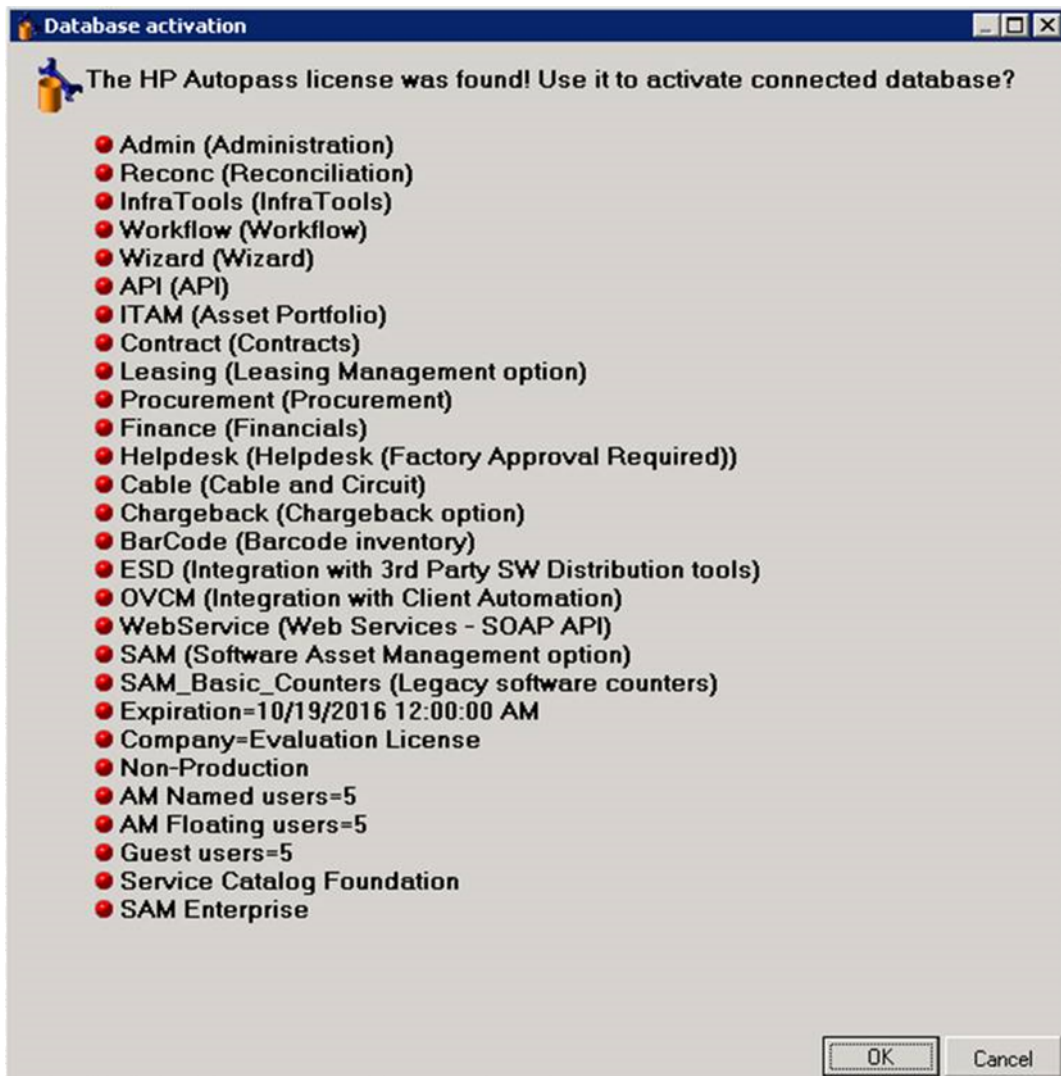 Database activation
The HP Autopass license was found! Use it to activate connected database?
Admin (Administration)
Reconc (Reconciliation)
InfraTools (InfraTools)
Workflow (Workflow)
Wizard (Wizard)
API (API)
ITAM (Asset Portfolio)
Contract (Contracts)
Leasing (Leasing Management option)
Procurement (Procurement)
Finance (Financials)
Helpdesk (Helpdesk (Factory Approval Required))
Cable (Cable and Circuit)
Chargeback (Chargeback option)
BarCode (Barcode inventory)
ESD (Integration with 3rd Party SW Distribution tools)
OVCM (Integration with Client Automation)
WebService (Web Services - SOAP API)
SAM (Software Asset Management option)
SAM_Basic_Counters (Legacy software counters)
Expiration=10/19/2016 12:00:00 AM
Company=Evaluation License
Non-Production
AM Named users=5
AM Floating users=5
Guest users=5
Service Catalog Foundation
SAM Enterprise
OK Cancel